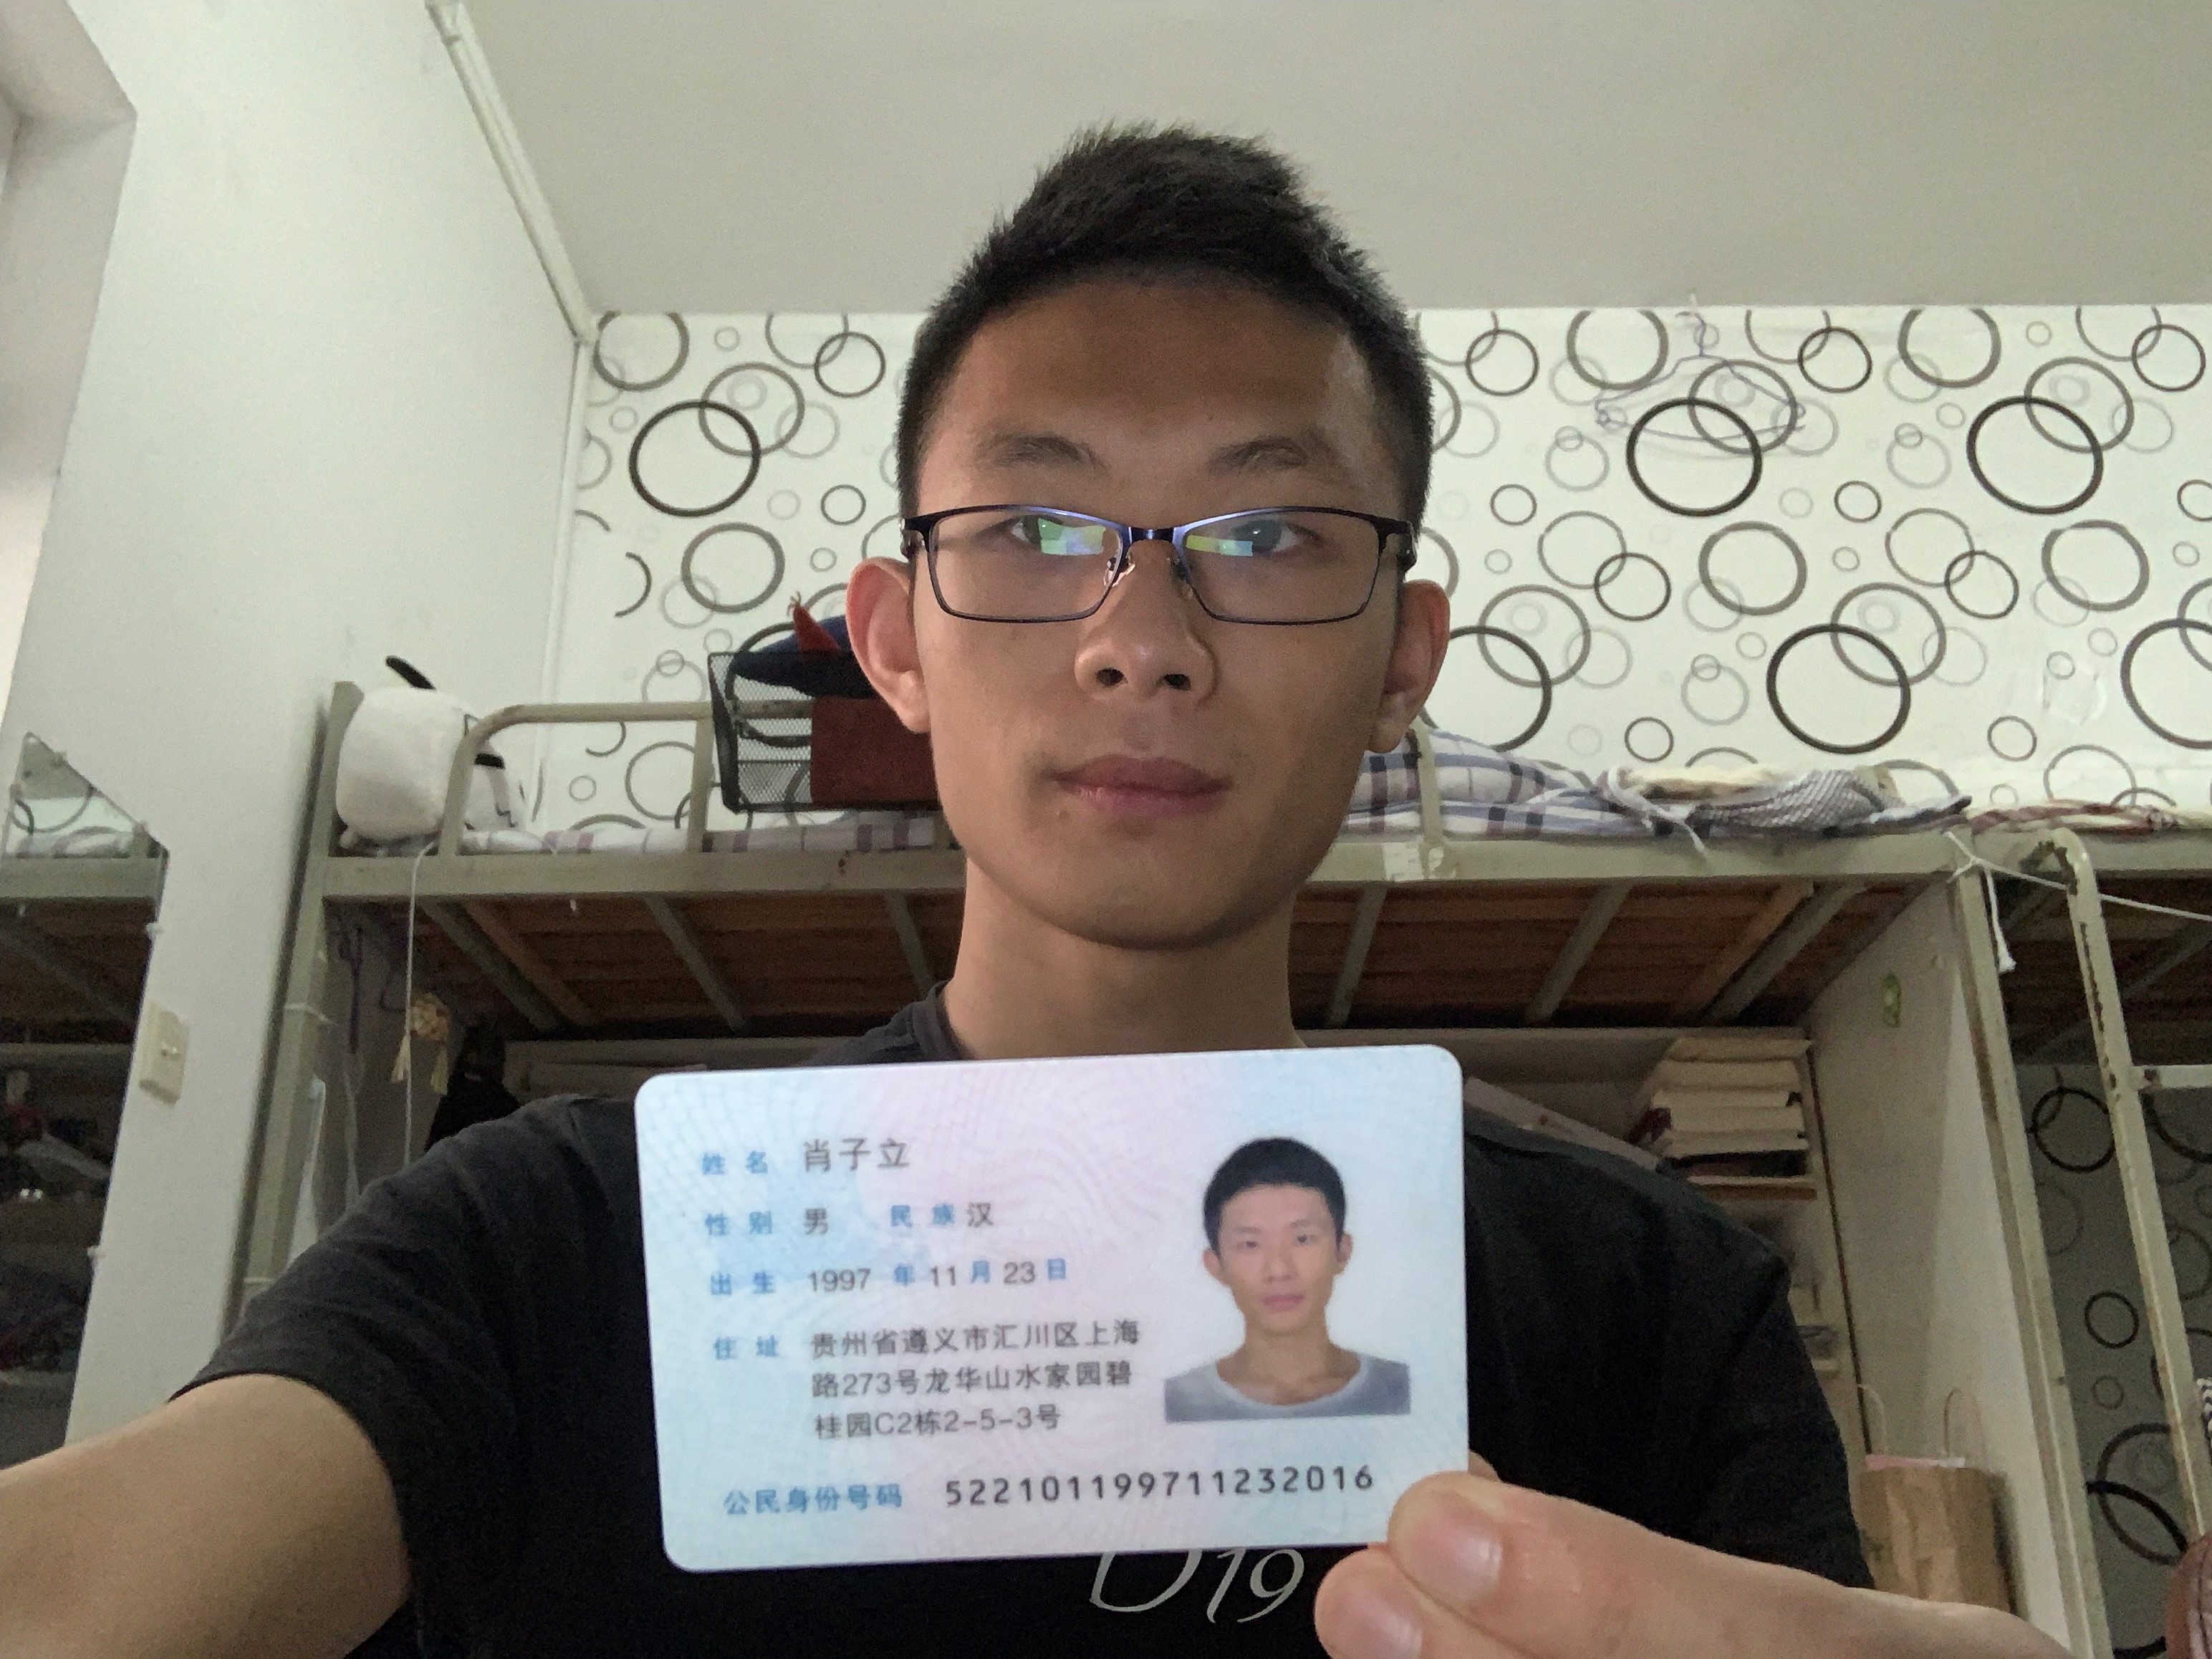 姓名 肖子立
性别 男 民族 汉
出生 1997 年 11 月 23 日
住址 贵州省遵义市汇川区上海
路273号龙华山水家园碧
桂园C2栋2-5-3号
公民身份号码 522101199711232016
D19